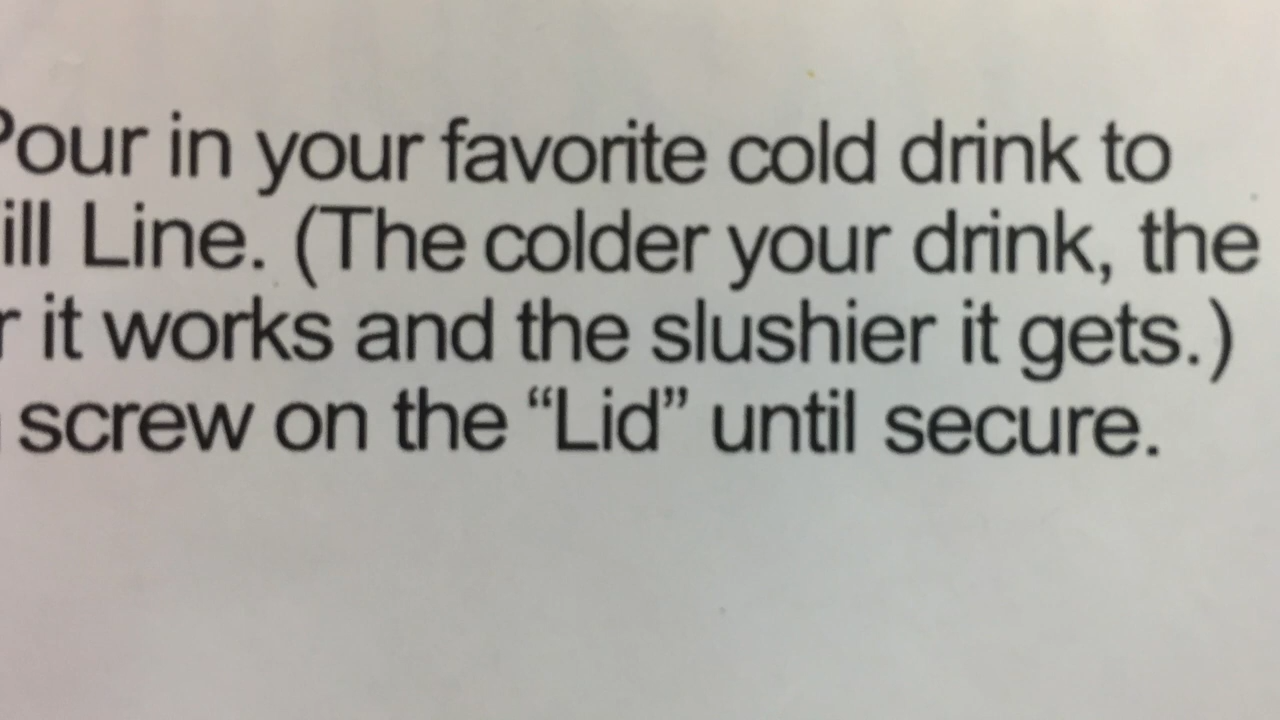 Pour in your favorite cold drink to
ill Line. (The colder your drink, the
r it works and the slushier it gets.)
screw on the “Lid” until secure.